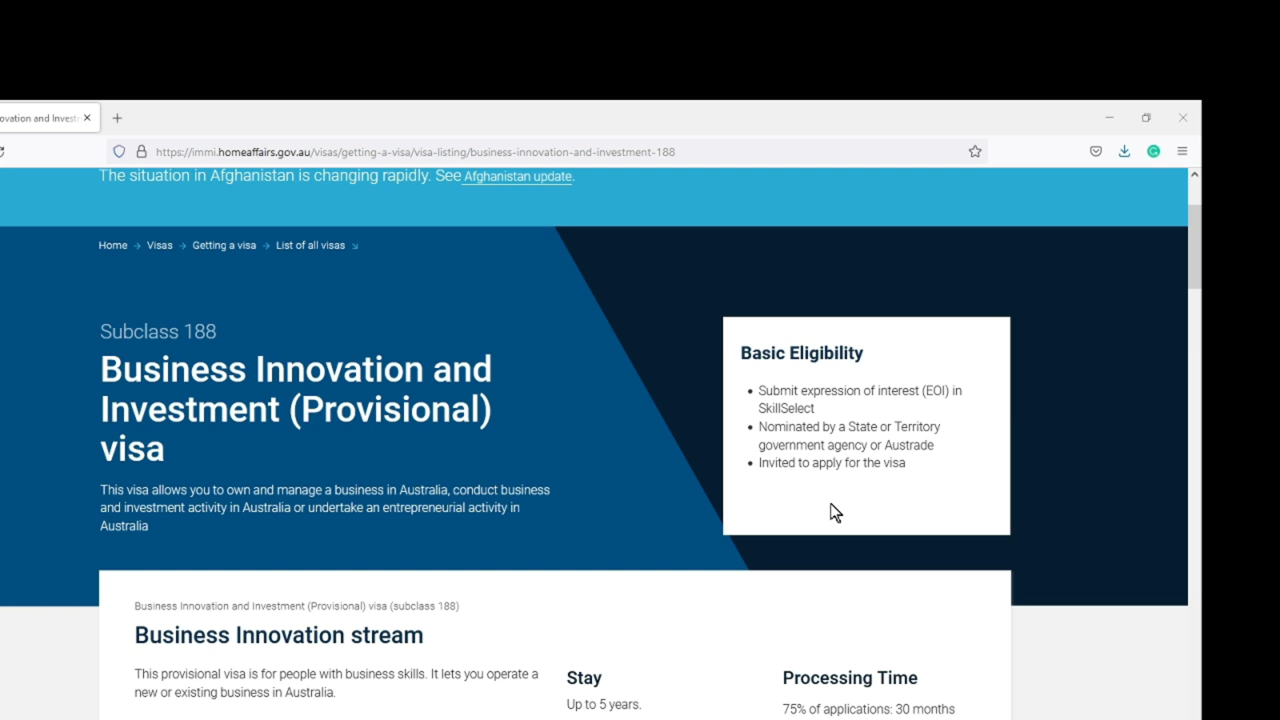 ovation and Invest
https://immi.homeaffairs.gov.au/visas/getting-a-visa/visa-listing/business-innovation-and-investment-188
The situation in Afghanistan is changing rapidly. See Afghanistan update.
Home → Visas → Getting a visa → List of all visas ↘
Subclass 188
Business Innovation and
Investment (Provisional)
visa
This visa allows you to own and manage a business in Australia, conduct business
and investment activity in Australia or undertake an entrepreneurial activity in
Australia
Basic Eligibility
• Submit expression of interest (EOI) in
SkillSelect
• Nominated by a State or Territory
government agency or Austrade
• Invited to apply for the visa
Business Innovation and Investment (Provisional) visa (subclass 188)
Business Innovation stream
This provisional visa is for people with business skills. It lets you operate a
new or existing business in Australia.
Stay
Up to 5 years.
Processing Time
75% of applications: 30 months